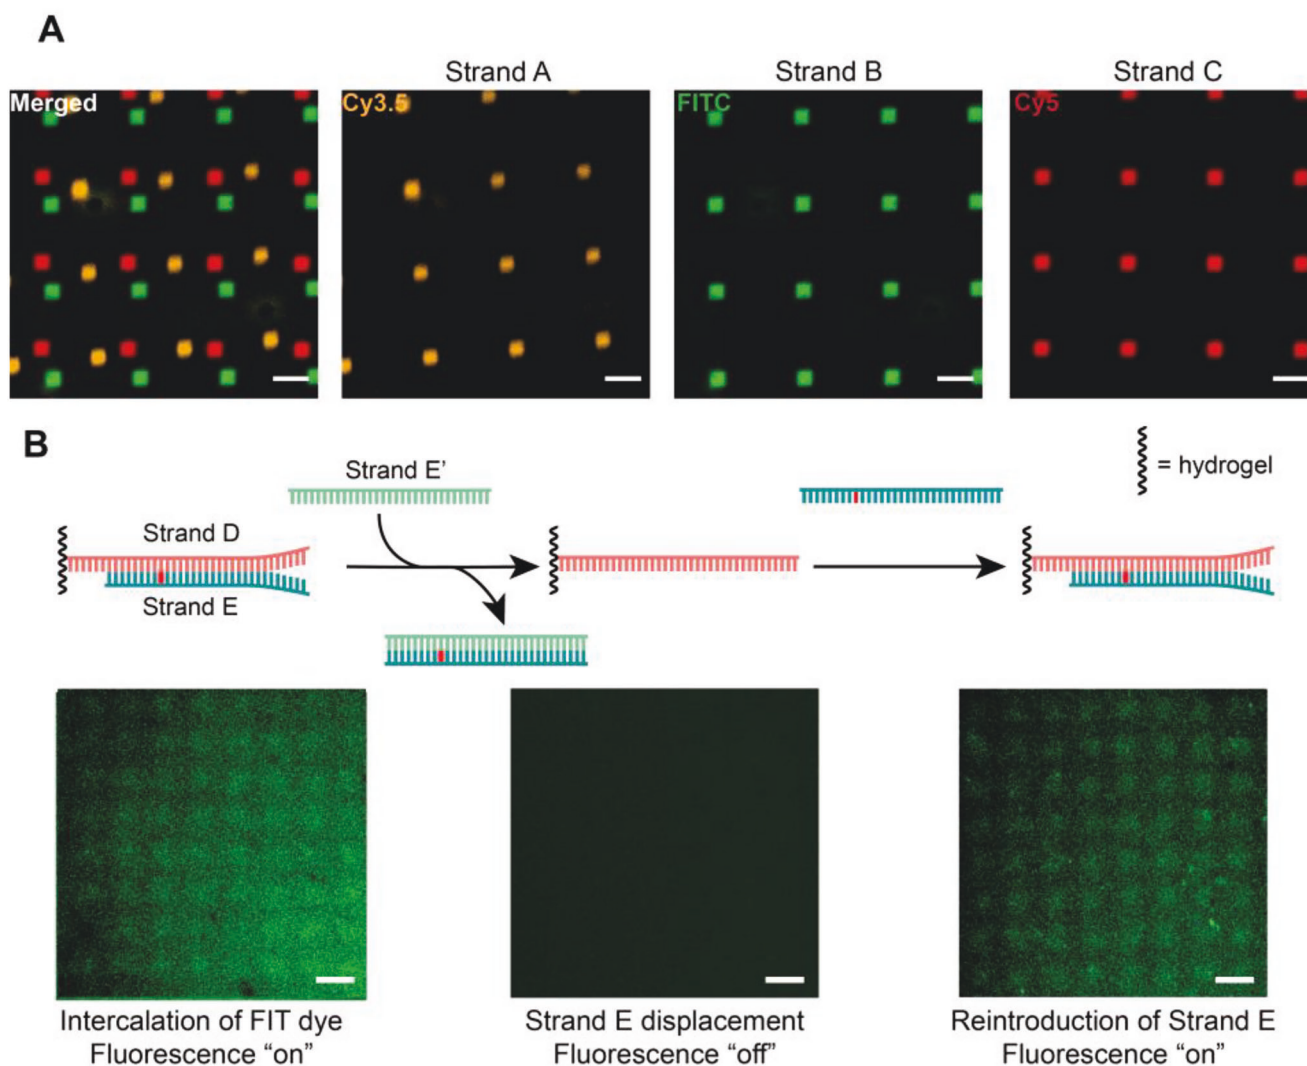 A
Strand A
Strand B
Strand C
Merged
Cy3.5
FITC
Cy5
B
Strand E’
= hydrogel
Strand D
Strand E
Intercalation of FIT dye
Fluorescence “on”
Strand E displacement
Fluorescence “off”
Reintroduction of Strand E
Fluorescence “on”